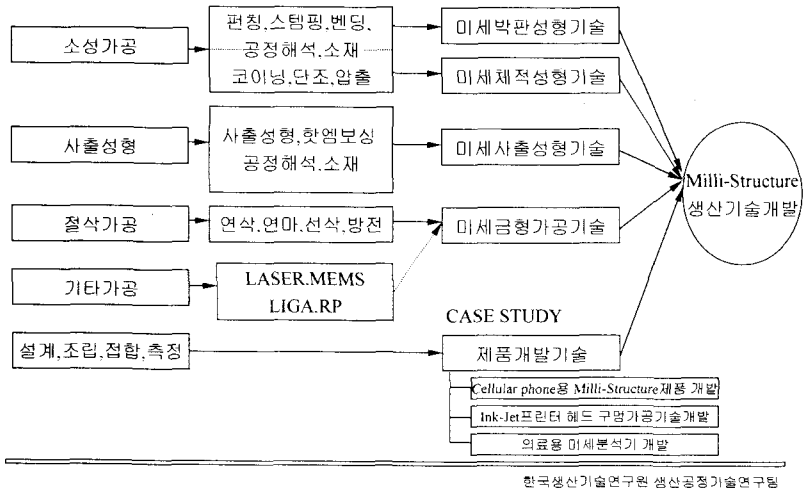 소성가공
펀칭,스템핑,벤딩,
공정해석,소재
코이닝,단조,압출
미세박판성형기술
미세체적성형기술
사출성형
사출성형,핫엠보싱
공정해석,소재
미세사출성형기술
Milli-Structure
생산기술개발
절삭가공
연삭,연마,선삭,방전
미세금형가공기술
기타가공
LASER.MEMS
LIGA.RP
CASE STUDY
설계,조립,접합,측정
제품개발기술
Cellular phone용 Milli-Structure제품 개발
Ink-Jet프린터 헤드 구멍가공기술개발
의료용 미세분석기 개발
한국생산기술연구원 생산공정기술연구팀